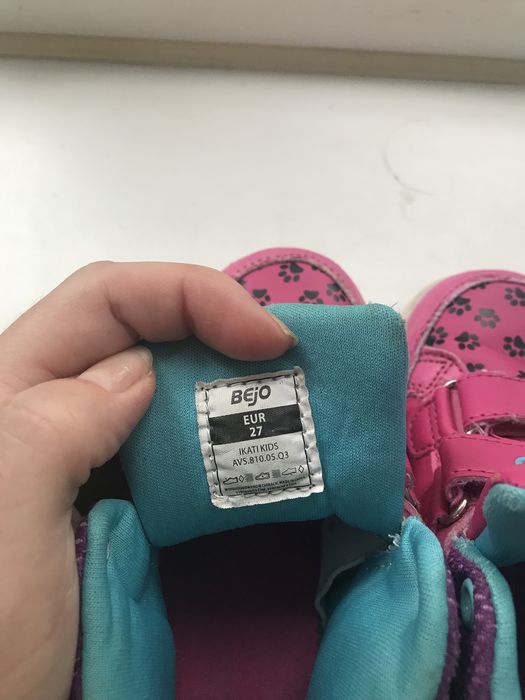 BEJO
EUR
27
IKATI KIDS
AVS.810.05.Q3